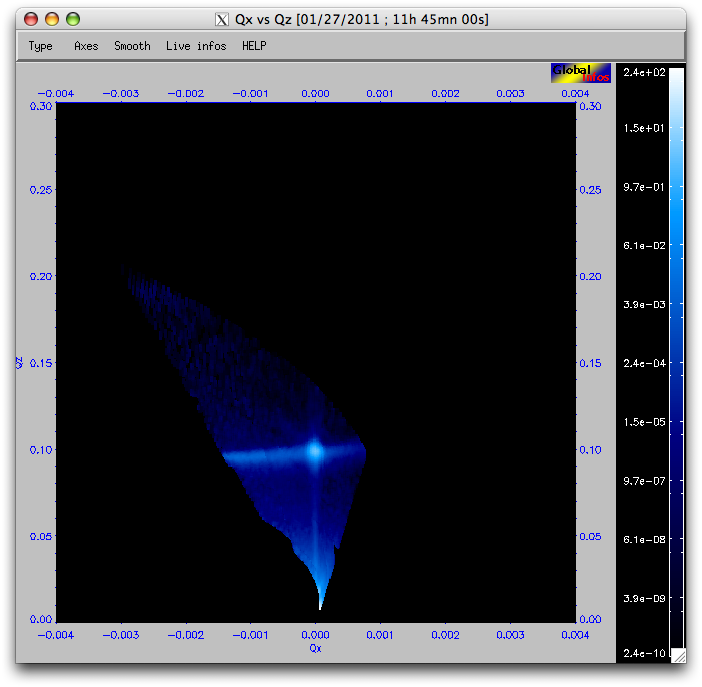 Qx vs Qz [01/27/2011 ; 11h 45mn 00s]
Type Axes Smooth Live infos HELP
Global
Infos
-0.004 -0.003 -0.002 -0.001 0.000 0.001 0.002 0.003 0.004
0.30 0.30
0.25 0.25
0.20 0.20
0.15 0.15
0.10 0.10
0.05 0.05
0.00 0.00
Qz
-0.004 -0.003 -0.002 -0.001 0.000 0.001 0.002 0.003 0.004
Qx
2.4e+02
1.5e+01
9.7e-01
6.1e-02
3.9e-03
2.4e-04
1.5e-05
9.7e-07
6.1e-08
3.9e-09
2.4e-10